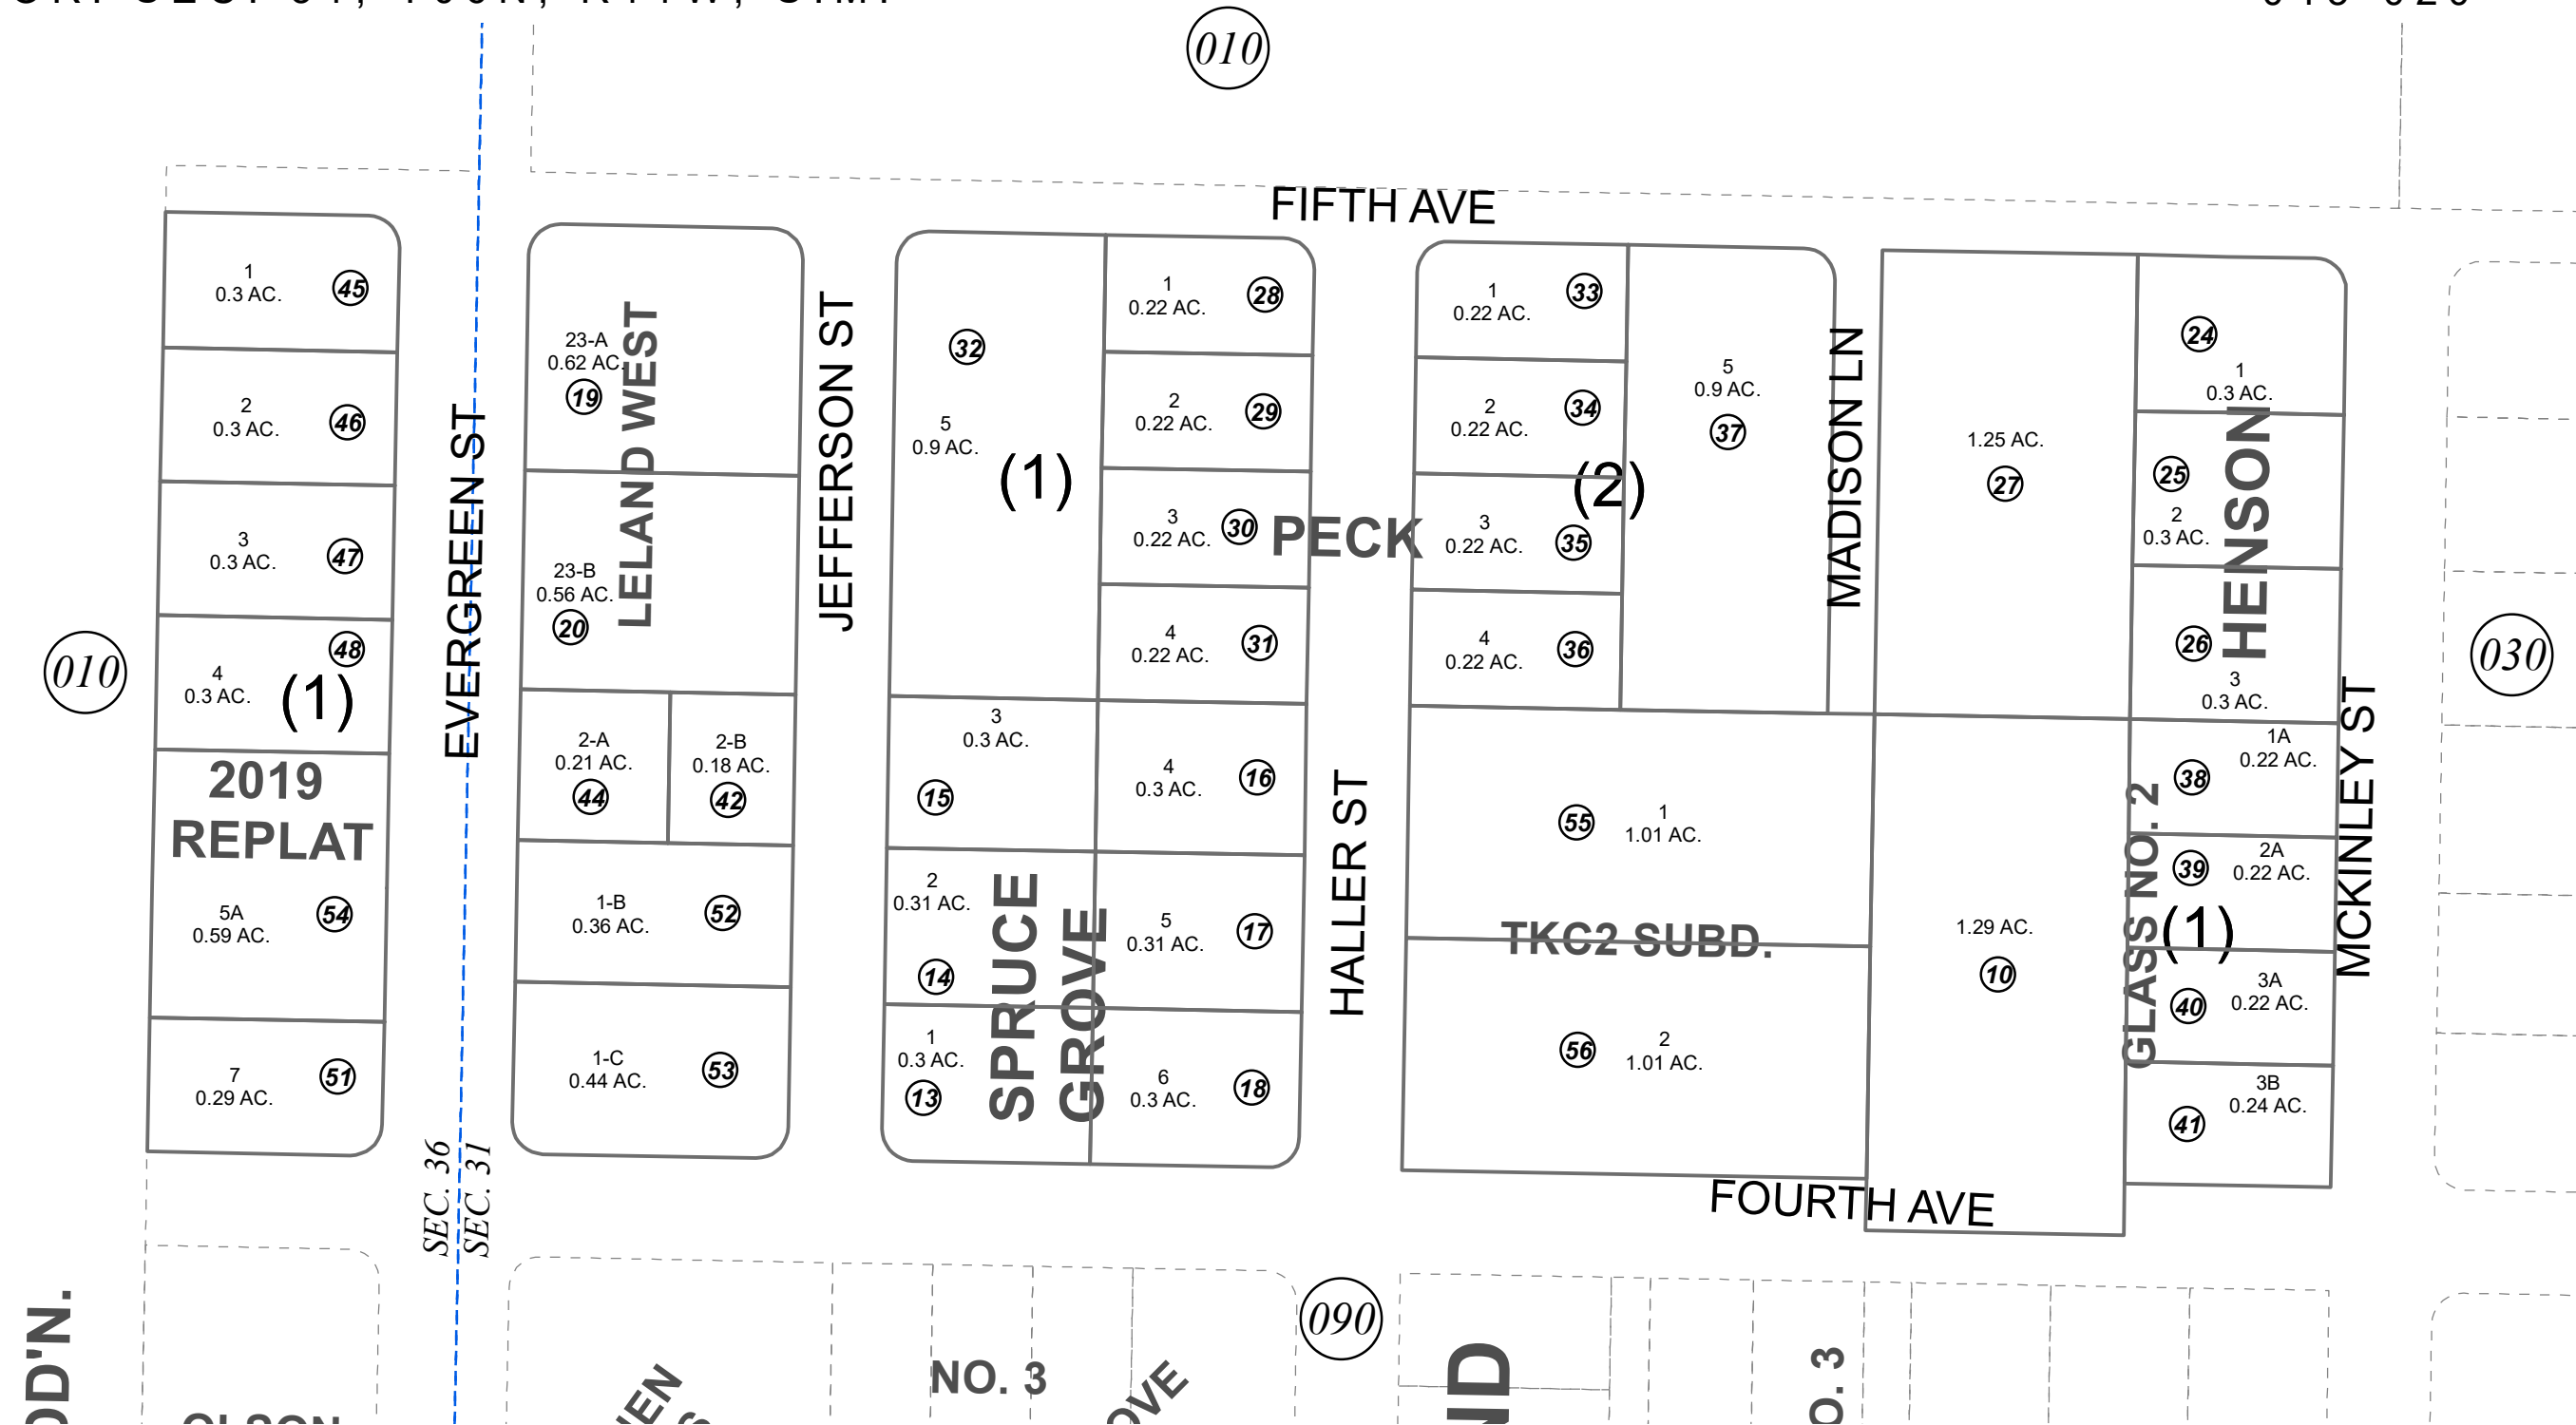 010
FIFTH AVE
1
0.3 AC.
45
2
0.3 AC.
46
3
0.3 AC.
47
4
0.3 AC.
48
(1)
2019
REPLAT
5A
0.59 AC.
54
7
0.29 AC.
51
010
EVERGREEN ST
SEC. 36
SEC. 31
23-A
0.62 AC.
19
LELAND WEST
23-B
0.56 AC.
20
2-A
0.21 AC.
44
2-B
0.18 AC.
42
1-B
0.36 AC.
52
1-C
0.44 AC.
53
JEFFERSON ST
32
5
0.9 AC.
(1)
1
0.22 AC.
28
2
0.22 AC.
29
3
0.22 AC.
30
4
0.22 AC.
31
PECK
3
0.3 AC.
15
4
0.3 AC.
16
2
0.31 AC.
14
5
0.31 AC.
17
1
0.3 AC.
13
6
0.3 AC.
18
SPRUCE
GROVE
HALLER ST
1
0.22 AC.
33
2
0.22 AC.
34
3
0.22 AC.
35
4
0.22 AC.
36
(2)
5
0.9 AC.
37
MADISON LN
55
1
1.01 AC.
TKC2 SUBD.
56
2
1.01 AC.
FOURTH AVE
1.25 AC.
27
1.29 AC.
10
24
1
0.3 AC.
25
2
0.3 AC.
26
3
0.3 AC.
HENSON
1A
0.22 AC.
38
2A
0.22 AC.
39
(1)
3A
0.22 AC.
40
3B
0.24 AC.
41
GLASS NO. 2
MCKINLEY ST
030
090
DD'N.
NO. 3